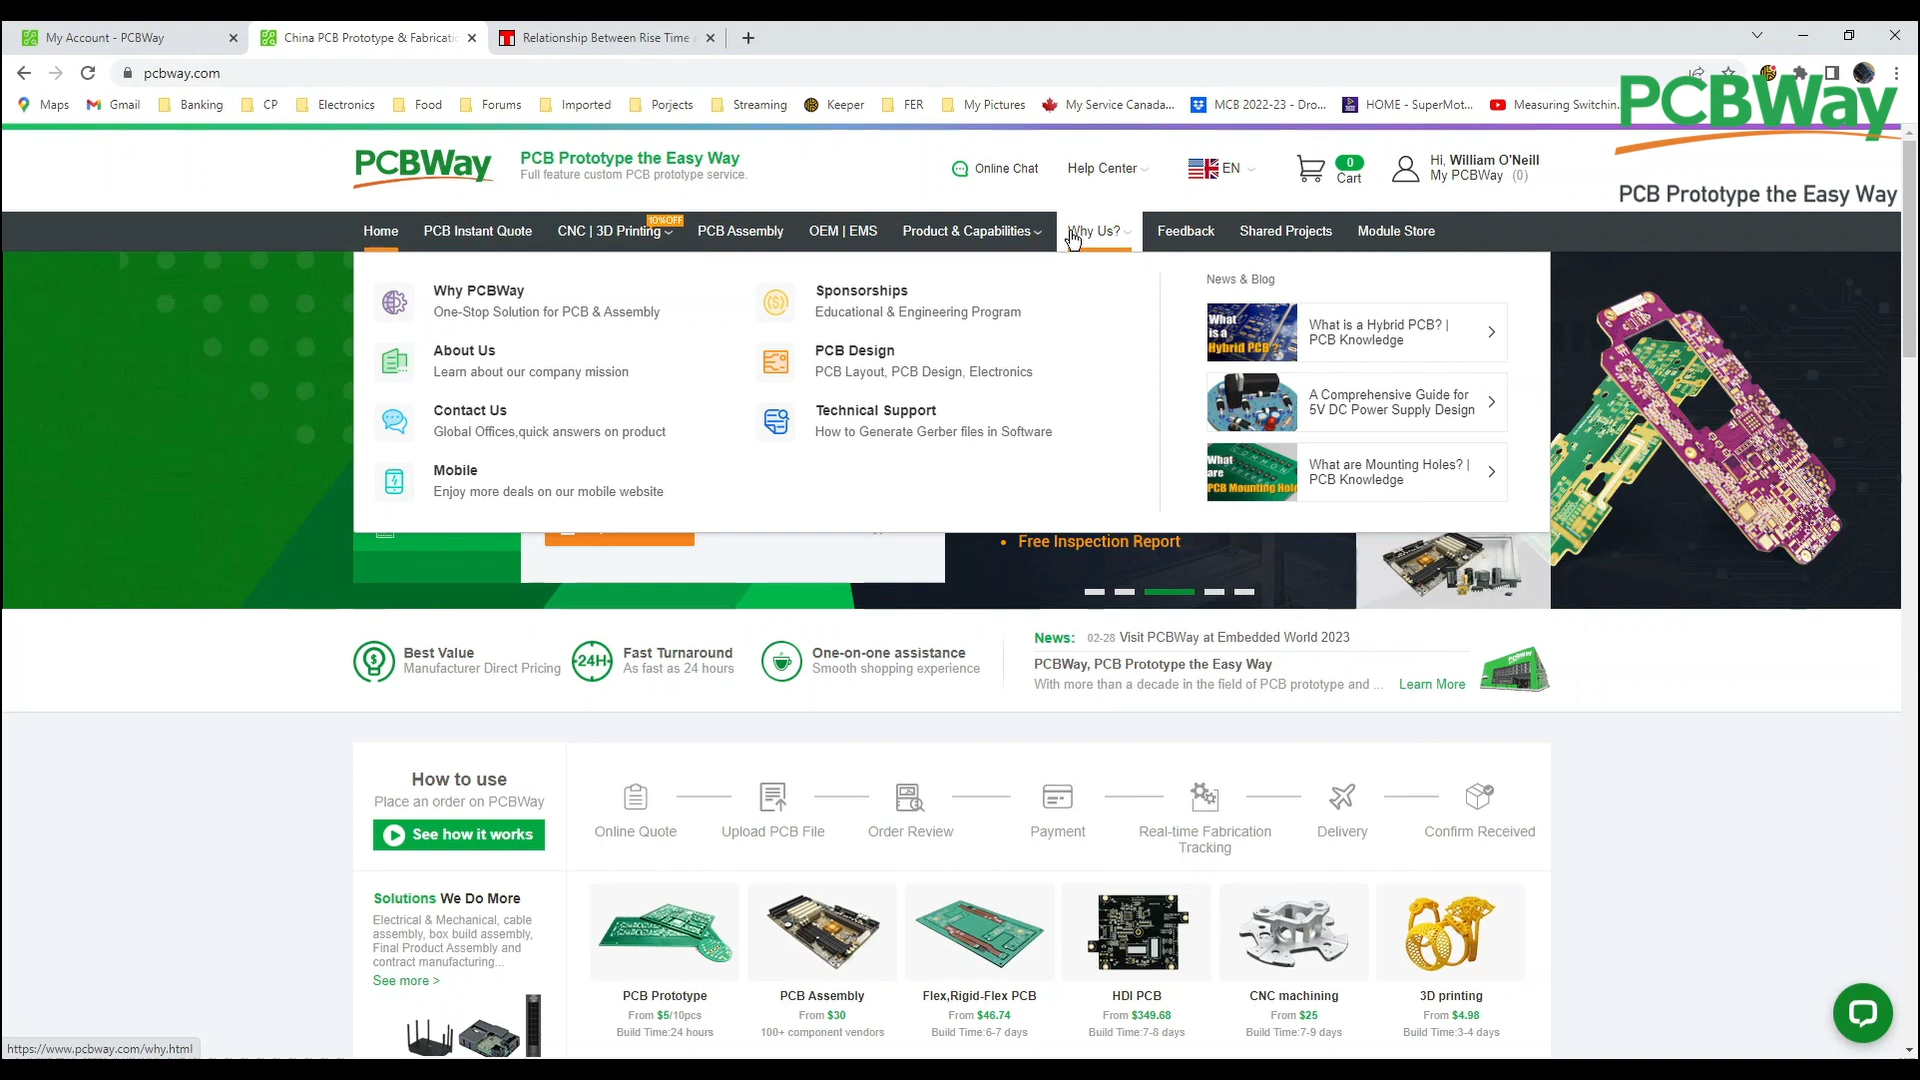 My Account - PCBWay
China PCB Prototype & Fabricatio
Relationship Between Rise Time a
pcbway.com
Maps
Gmail
Banking
CP
Electronics
Food
Forums
Imported
Porjects
Streaming
Keeper
FER
My Pictures
My Service Canada...
MCB 2022-23 - Dro...
HOME - SuperMot...
Measuring Switchin...
PCBWay
PCB Prototype the Easy Way
PCBWay
PCB Prototype the Easy Way
Full feature custom PCB prototype service.
Online Chat
Help Center
EN
0
Cart
Hi, William O'Neill
My PCBWay (0)
Home
PCB Instant Quote
CNC | 3D Printing
10%OFF
PCB Assembly
OEM | EMS
Product & Capabilities
Why Us?
Feedback
Shared Projects
Module Store
Why PCBWay
One-Stop Solution for PCB & Assembly
About Us
Learn about our company mission
Contact Us
Global Offices,quick answers on product
Mobile
Enjoy more deals on our mobile website
Sponsorships
Educational & Engineering Program
PCB Design
PCB Layout, PCB Design, Electronics
Technical Support
How to Generate Gerber files in Software
News & Blog
What
is a
Hybrid PCB?
What is a Hybrid PCB? |
PCB Knowledge
A Comprehensive Guide for
5V DC Power Supply Design
What
are
PCB Mounting Hol
What are Mounting Holes? |
PCB Knowledge
Free Inspection Report
Best Value
Manufacturer Direct Pricing
24H
Fast Turnaround
As fast as 24 hours
One-on-one assistance
Smooth shopping experience
News: 02-28 Visit PCBWay at Embedded World 2023
PCBWay, PCB Prototype the Easy Way
With more than a decade in the field of PCB prototype and ... Learn More
PCBWay
How to use
Place an order on PCBWay
See how it works
Online Quote
Upload PCB File
Order Review
Payment
Real-time Fabrication
Tracking
Delivery
Confirm Received
Solutions We Do More
Electrical & Mechanical, cable
assembly, box build assembly,
Final Product Assembly and
contract manufacturing...
See more >
PCB Prototype
From $5/10pcs
Build Time:24 hours
PCB Assembly
From $30
100+ component vendors
Flex,Rigid-Flex PCB
From $46.74
Build Time:6-7 days
HDI PCB
From $349.68
Build Time:7-8 days
CNC machining
From $25
Build Time:7-9 days
3D printing
From $4.98
Build Time:3-4 days
https://www.pcbway.com/why.html